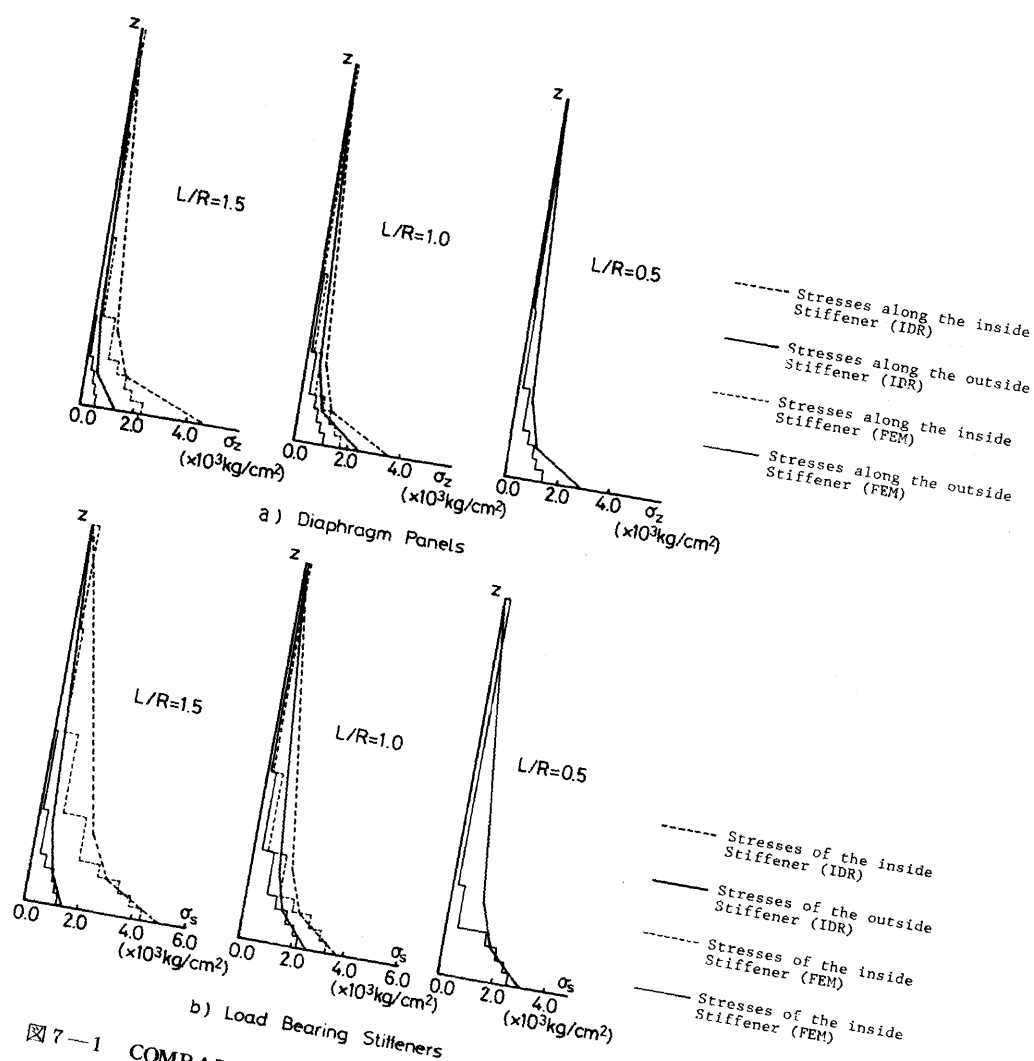 Z
L/R=1.5
0.0 2.0 4.0 σz
(×10³kg/cm²)
Z
L/R=1.0
0.0 2.0 4.0 σz
(×10³kg/cm²)
Z
L/R=0.5
0.0 2.0 4.0 σz
(×10³kg/cm²)
Stresses along the inside
Stiffener (IDR)
Stresses along the outside
Stiffener (IDR)
Stresses along the inside
Stiffener (FEM)
Stresses along the outside
Stiffener (FEM)
a) Diaphragm Panels
Z
L/R=1.5
0.0 2.0 4.0 σs 6.0
(×10³kg/cm²)
Z
L/R=1.0
0.0 2.0 4.0 σs 6.0
(×10³kg/cm²)
Z
L/R=0.5
0.0 2.0 4.0 σs
(×10³kg/cm²)
Stresses of the inside
Stiffener (IDR)
Stresses of the outside
Stiffener (IDR)
Stresses of the inside
Stiffener (FEM)
Stresses of the inside
Stiffener (FEM)
b) Load Bearing Stiffeners
図7—1